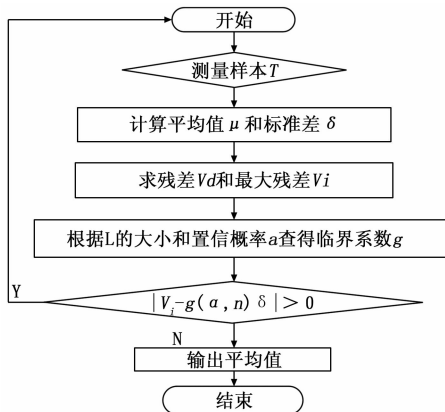 开始
测量样本T
计算平均值μ和标准差δ
求残差Vd和最大残差Vi
根据L的大小和置信概率a查得临界系数g
Y
|Vi-g(α,n)δ|>0
N
输出平均值
结束